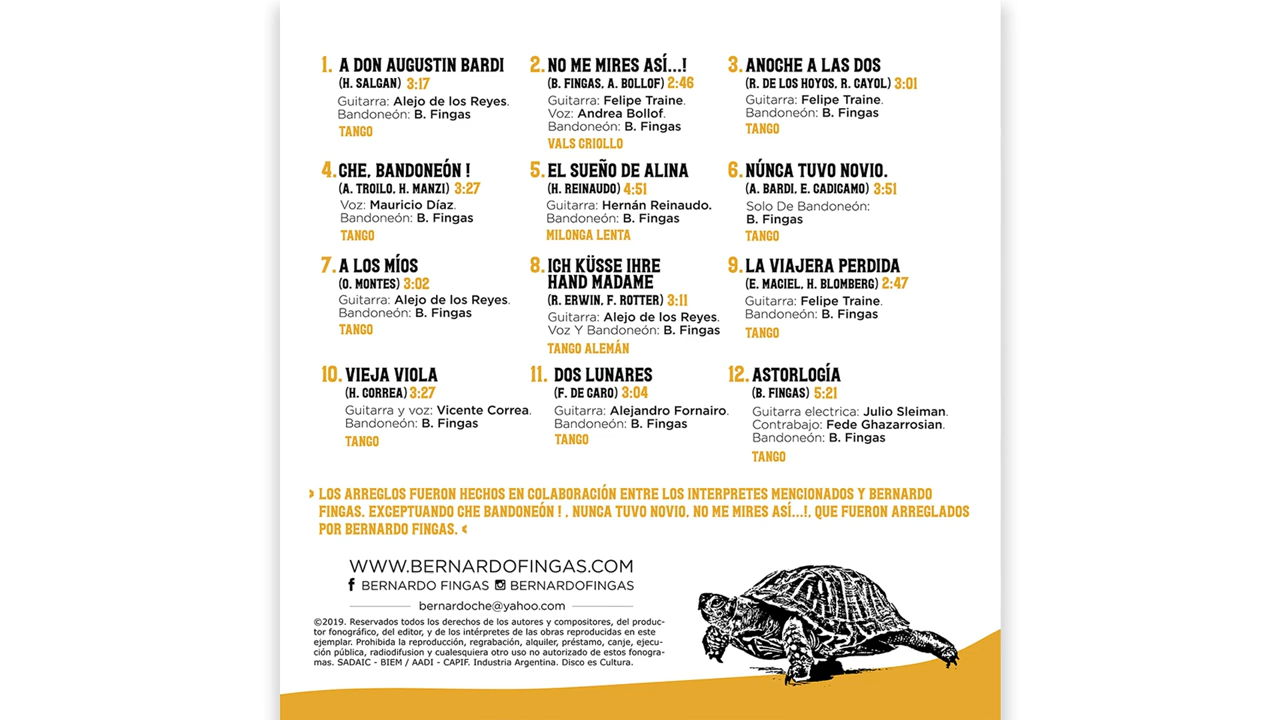 1. A DON AUGUSTIN BARDI
(H. SALGAN) 3:17
Guitarra: Alejo de los Reyes.
Bandoneón: B. Fingas
TANGO
2. NO ME MIRES ASÍ...!
(B. FINGAS, A. BOLLOF) 2:46
Guitarra: Felipe Traine.
Voz: Andrea Bollof.
Bandoneón: B. Fingas
VALS CRIOLLO
3. ANOCHE A LAS DOS
(R. DE LOS HOYOS, R. CAYOL) 3:01
Guitarra: Felipe Traine.
Bandoneón: B. Fingas
TANGO
4. CHE, BANDONEÓN !
(A. TROILO, H. MANZI) 3:27
Voz: Mauricio Díaz.
Bandoneón: B. Fingas
TANGO
5. EL SUEÑO DE ALINA
(H. REINAUDO) 4:51
Guitarra: Hernán Reinaudo.
Bandoneón: B. Fingas
MILONGA LENTA
6. NÚNCA TUVO NOVIO.
(A. BARDI, E. CADICAMO) 3:51
Solo De Bandoneón:
B. Fingas
TANGO
7. A LOS MÍOS
(O. MONTES) 3:02
Guitarra: Alejo de los Reyes.
Bandoneón: B. Fingas
TANGO
8. ICH KÜSSE IHRE
HAND MADAME
(R. ERWIN, F. ROTTER) 3:11
Guitarra: Alejo de los Reyes.
Voz Y Bandoneón: B. Fingas
TANGO ALEMÁN
9. LA VIAJERA PERDIDA
(E. MACIEL, H. BLOMBERG) 2:47
Guitarra: Felipe Traine.
Bandoneón: B. Fingas
TANGO
10. VIEJA VIOLA
(H. CORREA) 3:27
Guitarra y voz: Vicente Correa.
Bandoneón: B. Fingas
TANGO
11. DOS LUNARES
(F. DE CARO) 3:04
Guitarra: Alejandro Fornairo.
Bandoneón: B. Fingas
TANGO
12. ASTORLOGÍA
(B. FINGAS) 5:21
Guitarra electrica: Julio Sleiman.
Contrabajo: Fede Ghazarrosian.
Bandoneón: B. Fingas
TANGO
› LOS ARREGLOS FUERON HECHOS EN COLABORACIÓN ENTRE LOS INTERPRETES MENCIONADOS Y BERNARDO
FINGAS. EXCEPTUANDO CHE BANDONEÓN ! , NUNCA TUVO NOVIO, NO ME MIRES ASÍ...!, QUE FUERON ARREGLADOS
POR BERNARDO FINGAS. ‹
WWW.BERNARDOFINGAS.COM
BERNARDO FINGAS BERNARDOFINGAS
bernardoche@yahoo.com
©2019. Reservados todos los derechos de los autores y compositores, del produc-
tor fonográfico, del editor, y de los intérpretes de las obras reproducidas en este
ejemplar. Prohibida la reproducción, regrabación, alquiler, préstamo, canje, ejecu-
ción pública, radiodifusion y cualesquiera otro uso no autorizado de estos fonogra-
mas. SADAIC - BIEM / AADI - CAPIF. Industria Argentina. Disco es Cultura.